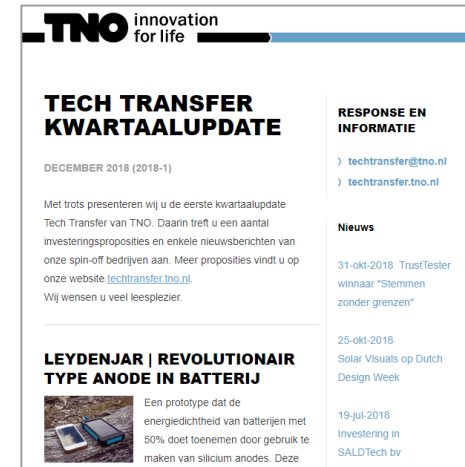 TNO innovation
for life
TECH TRANSFER
KWARTAALUPDATE
DECEMBER 2018 (2018-1)
Met trots presenteren wij u de eerste kwartaalupdate
Tech Transfer van TNO. Daarin treft u een aantal
investeringsproposities en enkele nieuwsberichten van
onze spin-off bedrijven aan. Meer proposities vindt u op
onze website techtransfer.tno.nl.
Wij wensen u veel leesplezier.
LEYDENJAR | REVOLUTIONAIR
TYPE ANODE IN BATTERIJ
Een prototype dat de
energiedichtheid van batterijen met
50% doet toenemen door gebruik te
maken van silicium anodes. Deze
RESPONSE EN
INFORMATIE
techtransfer@tno.nl
techtransfer.tno.nl
Nieuws
31-okt-2018 TrustTester
winnaar "Stemmen
zonder grenzen"
25-okt-2018
Solar Visuals op Dutch
Design Week
19-jul-2018
Investering in
SALDTech bv